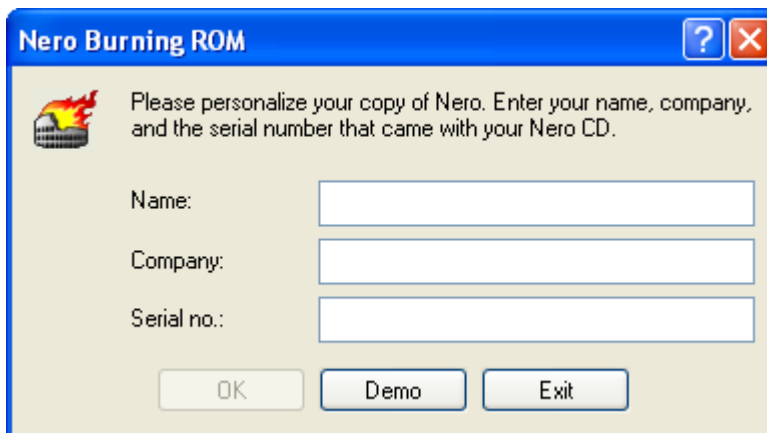 Nero Burning ROM
Please personalize your copy of Nero. Enter your name, company,
and the serial number that came with your Nero CD.
Name:
Company:
Serial no.:
OK Demo Exit